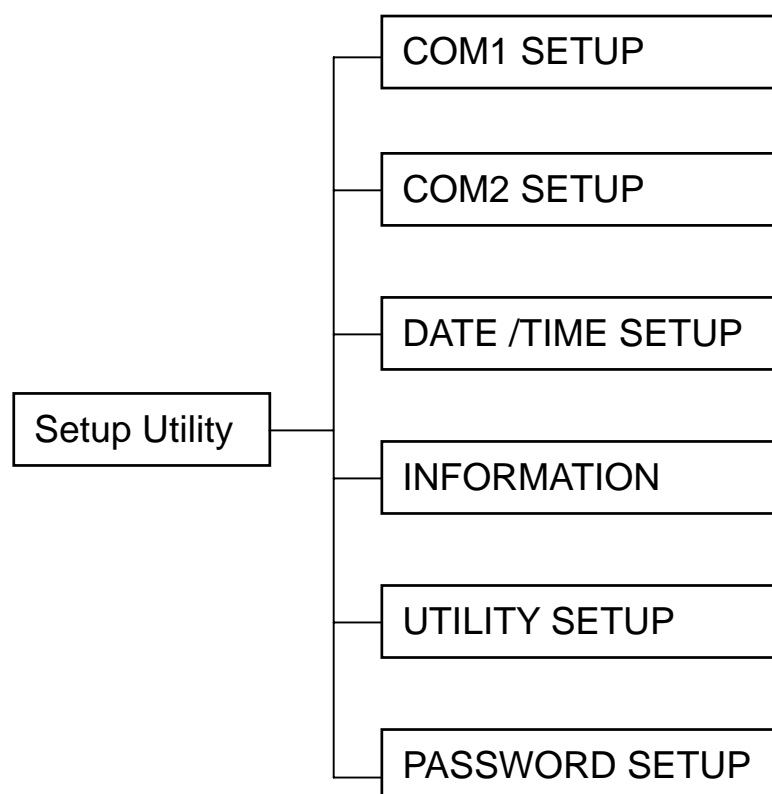 COM1 SETUP
COM2 SETUP
DATE /TIME SETUP
Setup Utility
INFORMATION
UTILITY SETUP
PASSWORD SETUP